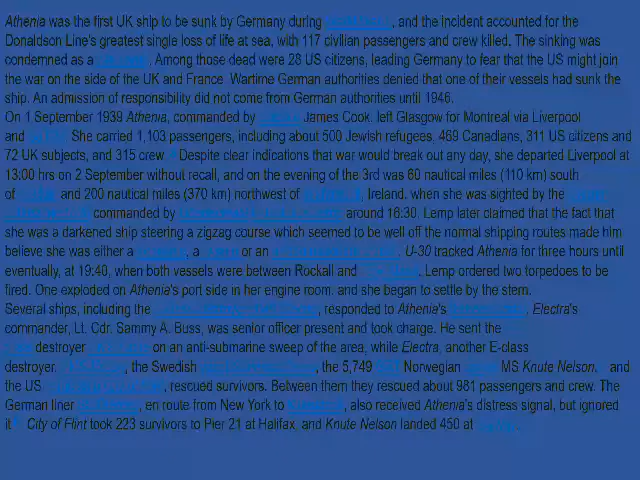 Athenia was the first UK ship to be sunk by Germany during , and the incident accounted for the
Donaldson Line's greatest single loss of life at sea, with 117 civilian passengers and crew killed. The sinking was
condemned as a . Among those dead were 28 US citizens, leading Germany to fear that the US might join
the war on the side of the UK and France. Wartime German authorities denied that one of their vessels had sunk the
ship. An admission of responsibility did not come from German authorities until 1946.
On 1 September 1939 Athenia, commanded by James Cook, left Glasgow for Montreal via Liverpool
and She carried 1,103 passengers, including about 500 Jewish refugees, 469 Canadians, 311 US citizens and
72 UK subjects, and 315 crew. Despite clear indications that war would break out any day, she departed Liverpool at
13:00 hrs on 2 September without recall, and on the evening of the 3rd was 60 nautical miles (110 km) south
of and 200 nautical miles (370 km) northwest of , Ireland, when she was sighted by the
commanded by around 16:30. Lemp later claimed that the fact that
she was a darkened ship steering a zigzag course which seemed to be well off the normal shipping routes made him
believe she was either a , a or an . U-30 tracked Athenia for three hours until
eventually, at 19:40, when both vessels were between Rockall and , Lemp ordered two torpedoes to be
fired. One exploded on Athenia's port side in her engine room, and she began to settle by the stern.
Several ships, including the , responded to Athenia's . Electra's
commander, Lt. Cdr. Sammy A. Buss, was senior officer present and took charge. He sent the
destroyer on an anti-submarine sweep of the area, while Electra, another E-class
destroyer, , the Swedish , the 5,749 Norwegian MS Knute Nelson, and
the US , rescued survivors. Between them they rescued about 981 passengers and crew. The
German liner , en route from New York to , also received Athenia's distress signal, but ignored
it. City of Flint took 223 survivors to Pier 21 at Halifax, and Knute Nelson landed 450 at .